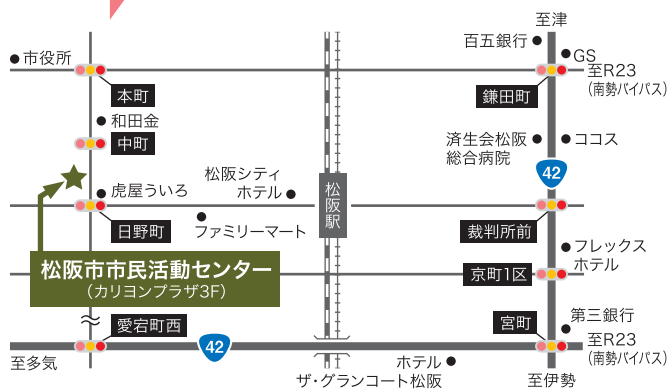 至津
百五銀行
GS
市役所
至R23
(南勢バイパス)
本町
鎌田町
和田金
中町
済生会松阪
総合病院
ココス
42
松阪シティ
ホテル
虎屋ういろ
松阪駅
日野町
ファミリーマート
裁判所前
フレックス
ホテル
松阪市市民活動センター
(カリヨンプラザ3F)
京町1区
愛宕町西
宮町
第三銀行
42
至R23
(南勢バイパス)
至多気
ホテル
ザ・グランコート松阪
至伊勢